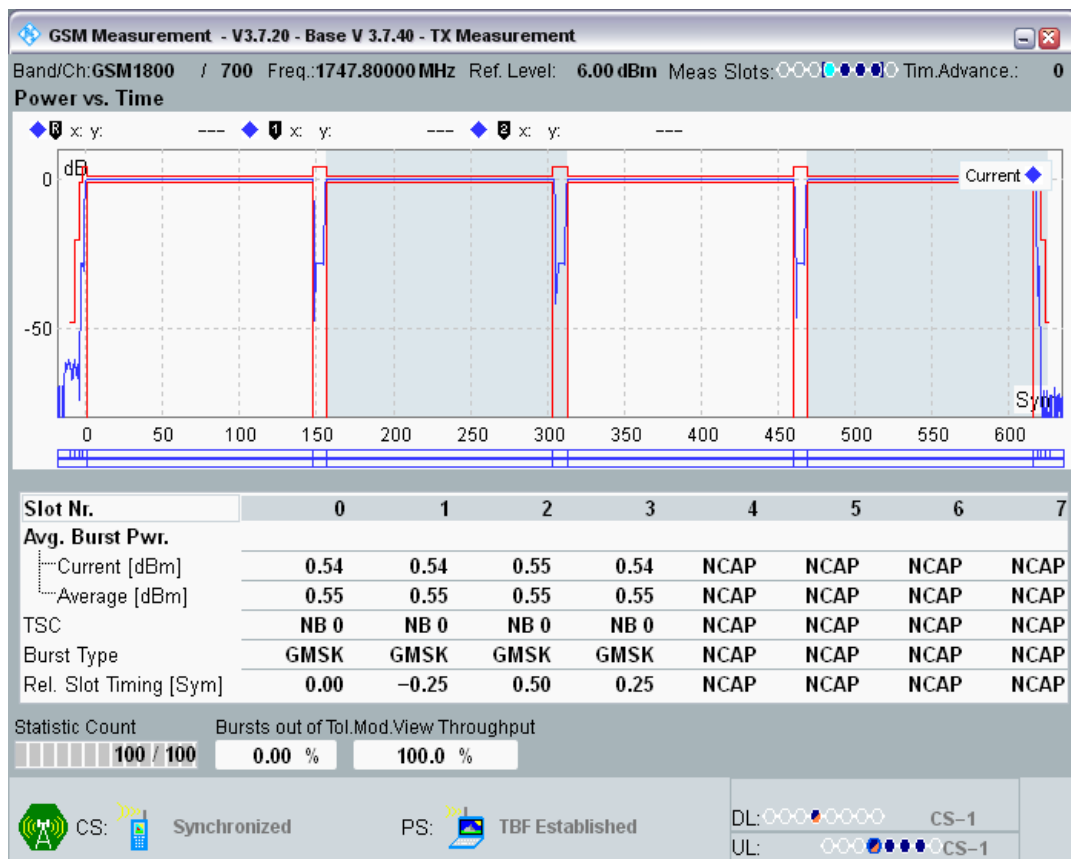 GSM Measurement - V3.7.20 - Base V 3.7.40 - TX Measurement
Band/Ch:GSM1800 / 700 Freq.:1747.80000 MHz Ref. Level: 6.00 dBm Meas Slots: Tim.Advance.: 0
Power vs. Time
R x: y: --- 1 x: y: --- 2 x: y: ---
dB
Current
0
-50
Sym
0 50 100 150 200 250 300 350 400 450 500 550 600
Slot Nr. 0 1 2 3 4 5 6 7
Avg. Burst Pwr.
Current [dBm] 0.54 0.54 0.55 0.54 NCAP NCAP NCAP NCAP
Average [dBm] 0.55 0.55 0.55 0.55 NCAP NCAP NCAP NCAP
TSC NB 0 NB 0 NB 0 NB 0 NCAP NCAP NCAP NCAP
Burst Type GMSK GMSK GMSK GMSK NCAP NCAP NCAP NCAP
Rel. Slot Timing [Sym] 0.00 −0.25 0.50 0.25 NCAP NCAP NCAP NCAP
Statistic Count Bursts out of Tol.Mod.View Throughput
100 / 100 0.00 % 100.0 %
CS: Synchronized PS: TBF Established
DL: CS−1
UL: CS−1